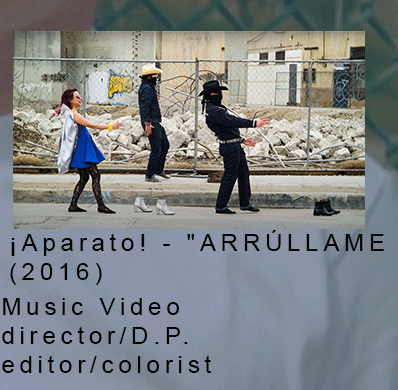 ¡Aparato! - "ARRÚLLAME
(2016)
Music Video
director/D.P.
editor/colorist